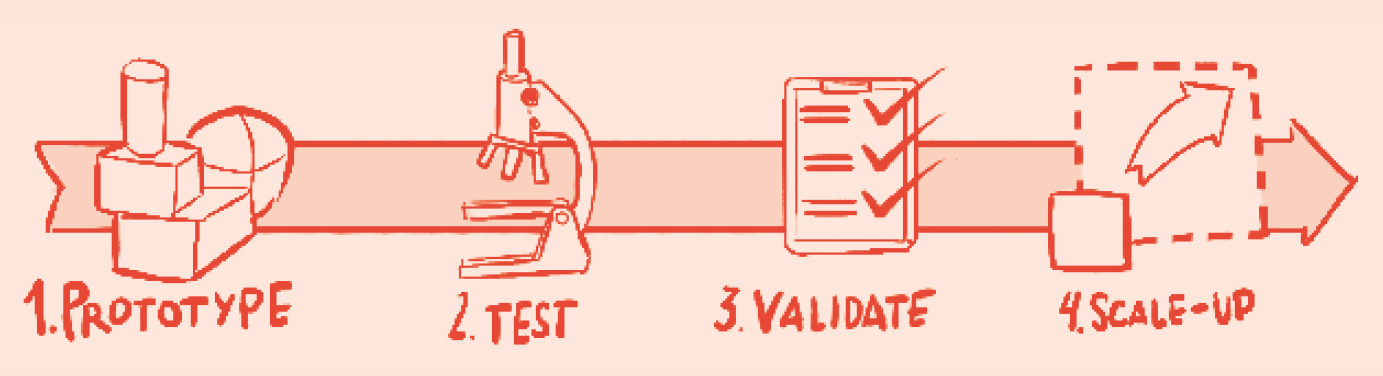 1. PROTOTYPE
2. TEST
3. VALIDATE
4. SCALE-UP